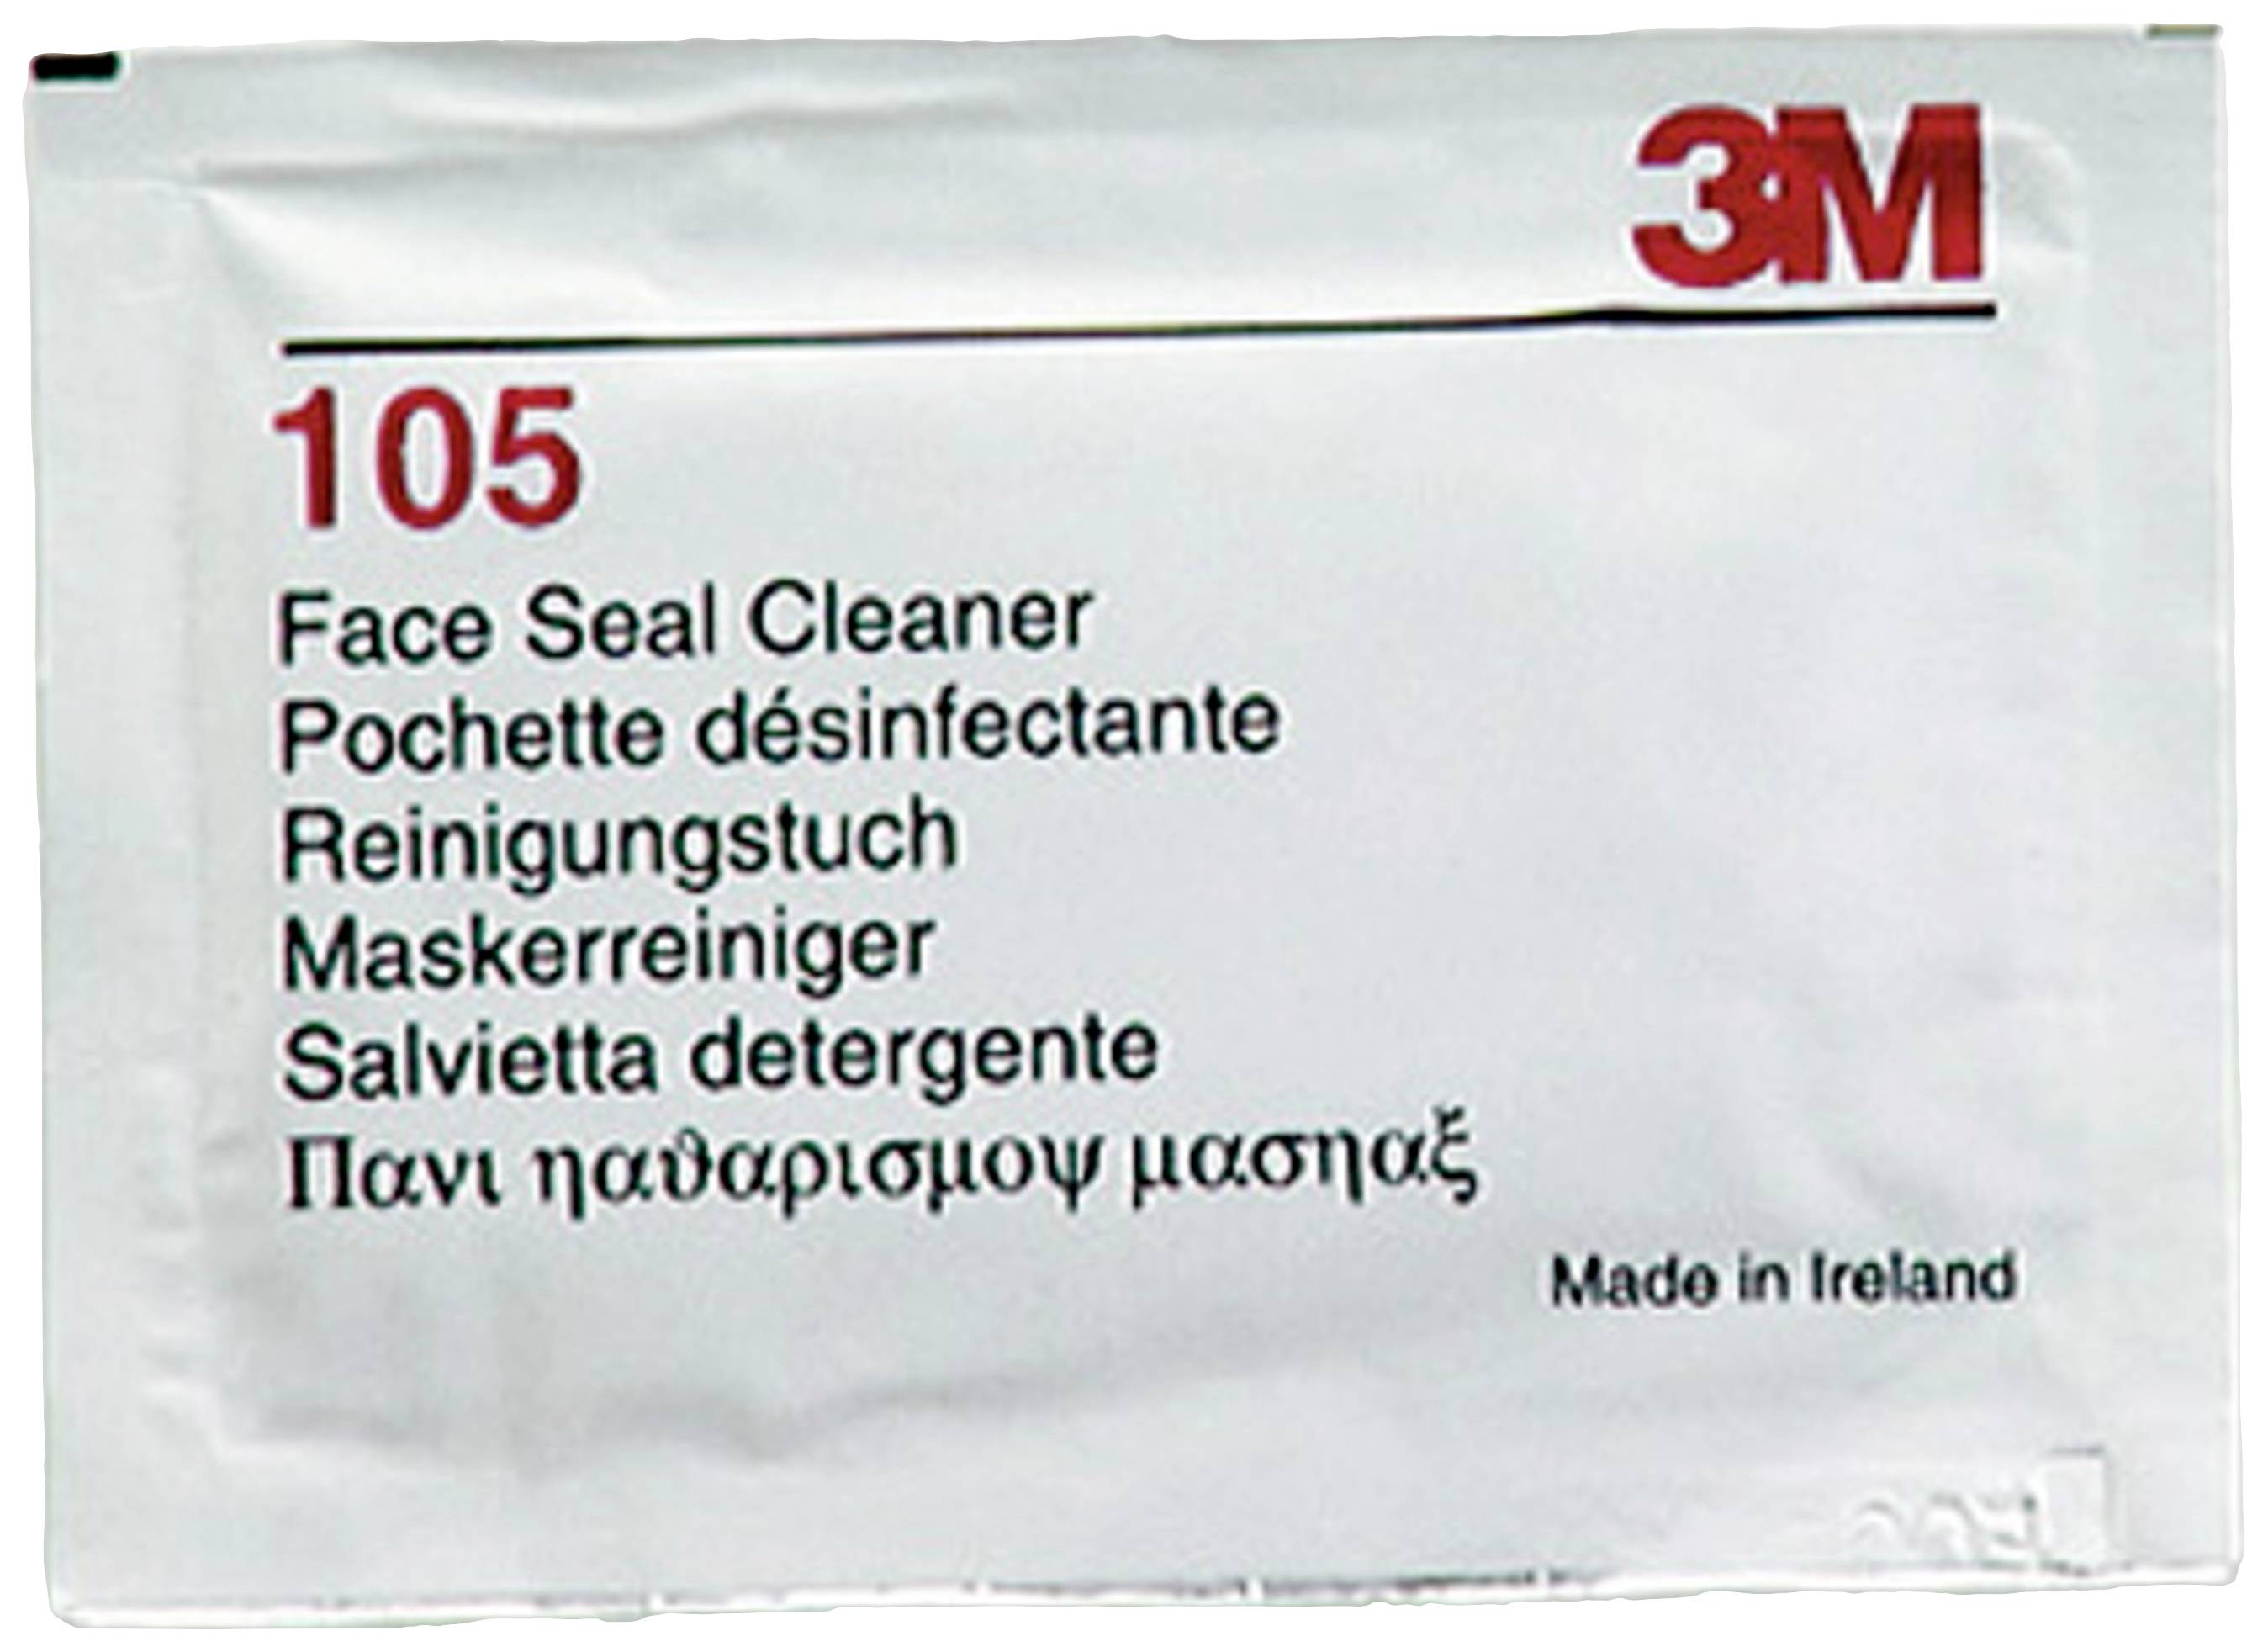 3M
105
Face Seal Cleaner
Pochette désinfectante
Reinigungstuch
Maskerreiniger
Salvietta detergente
Πανι ηαϑαρισμοψ μασηαξ
Made in Ireland